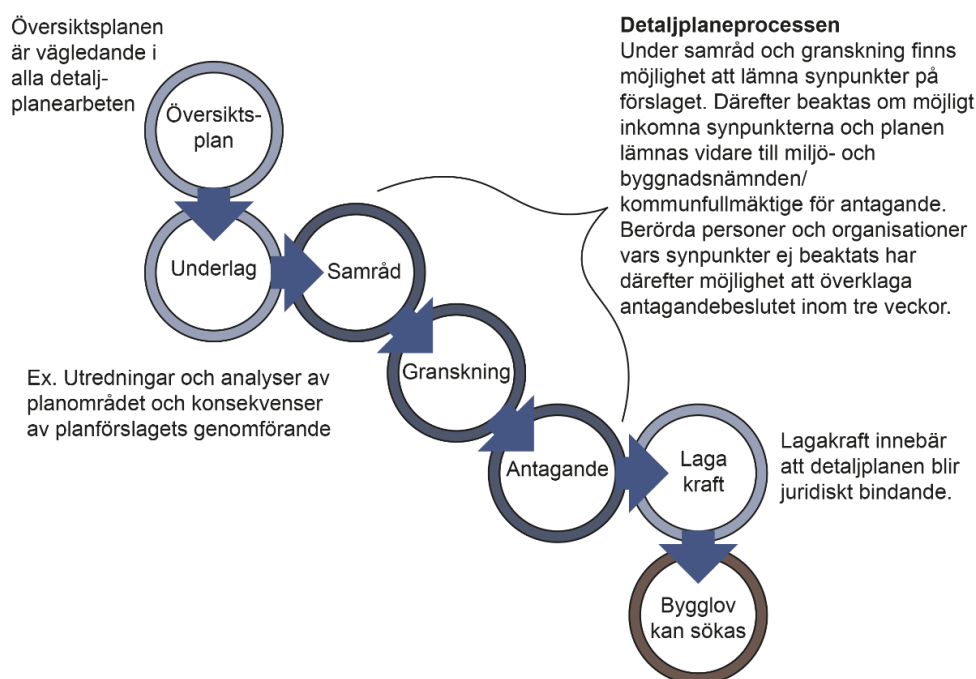 Översiktsplanen
är vägledande i
alla detalj-
planearbeten
Översikts-
plan
Detaljplaneprocessen
Under samråd och granskning finns
möjlighet att lämna synpunkter på
förslaget. Därefter beaktas om möjligt
inkomna synpunkterna och planen
lämnas vidare till miljö- och
byggnadsnämnden/
kommunfullmäktige för antagande.
Berörda personer och organisationer
vars synpunkter ej beaktats har
därefter möjlighet att överklaga
antagandebeslutet inom tre veckor.
Underlag
Samråd
Ex. Utredningar och analyser av
planområdet och konsekvenser
av planförslagets genomförande
Granskning
Antagande
Laga
kraft
Lagakraft innebär
att detaljplanen blir
juridiskt bindande.
Bygglov
kan sökas